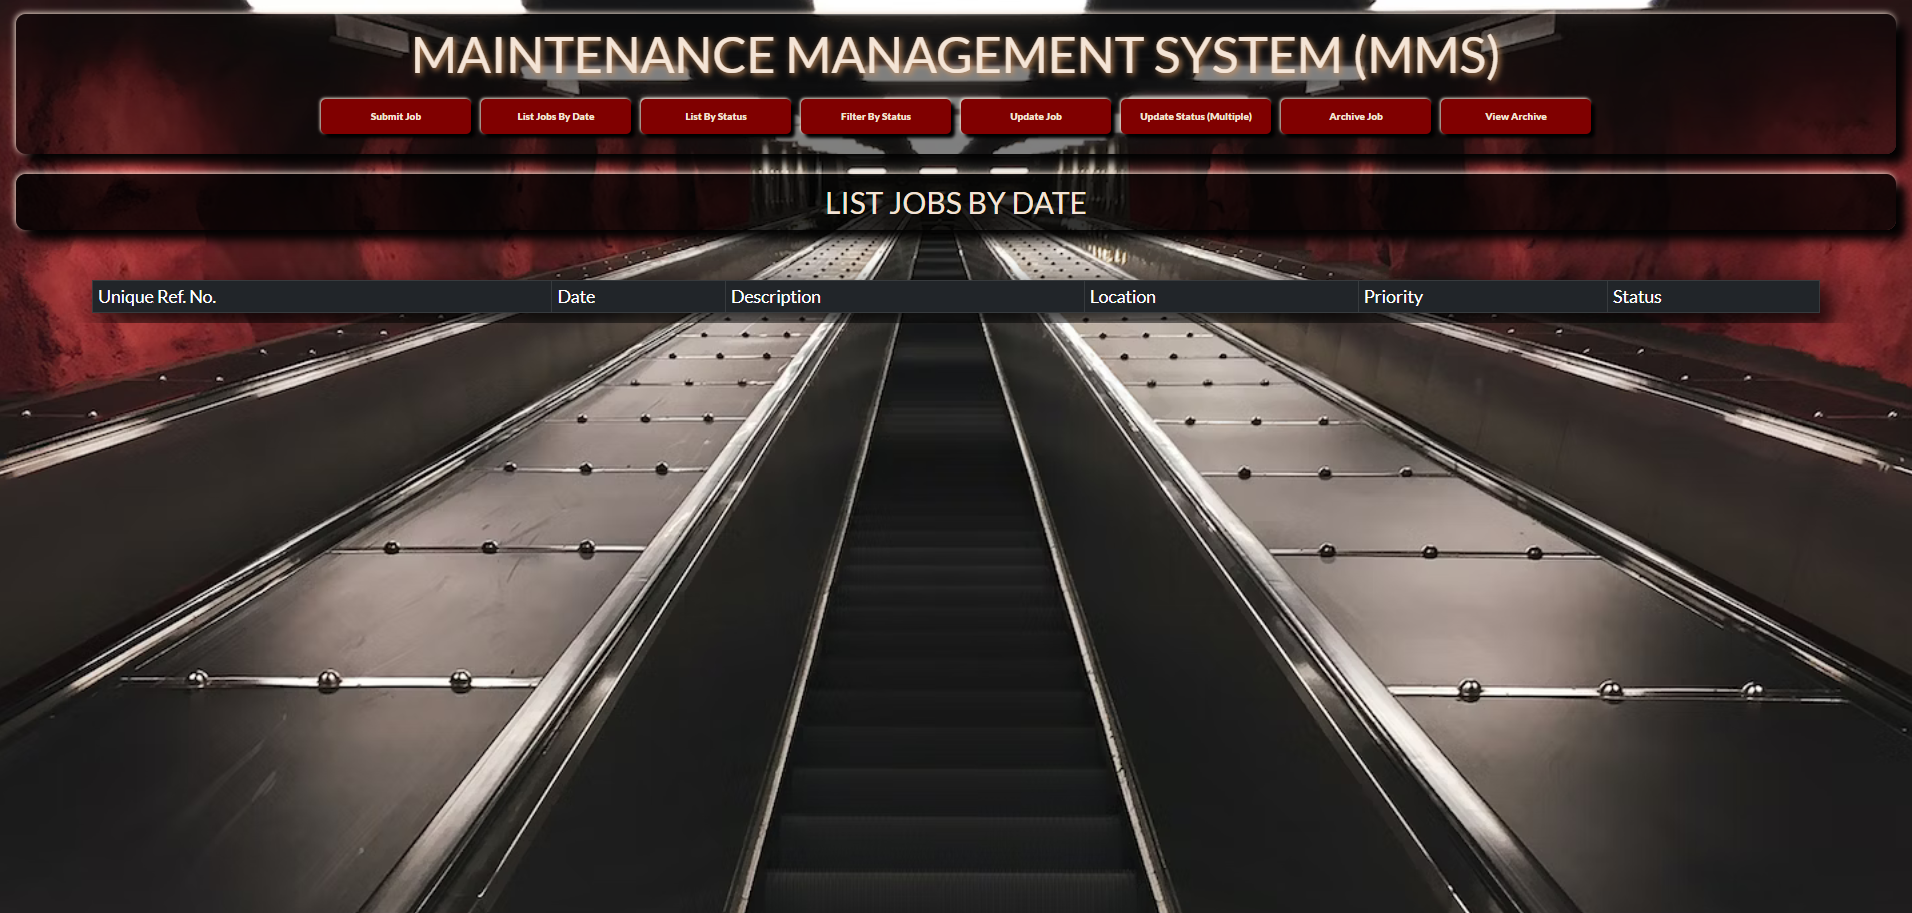 MAINTENANCE MANAGEMENT SYSTEM (MMS)
Submit Job List Jobs By Date List By Status Filter By Status Update Job Update Status (Multiple) Archive Job View Archive
LIST JOBS BY DATE
Unique Ref. No. Date Description Location Priority Status